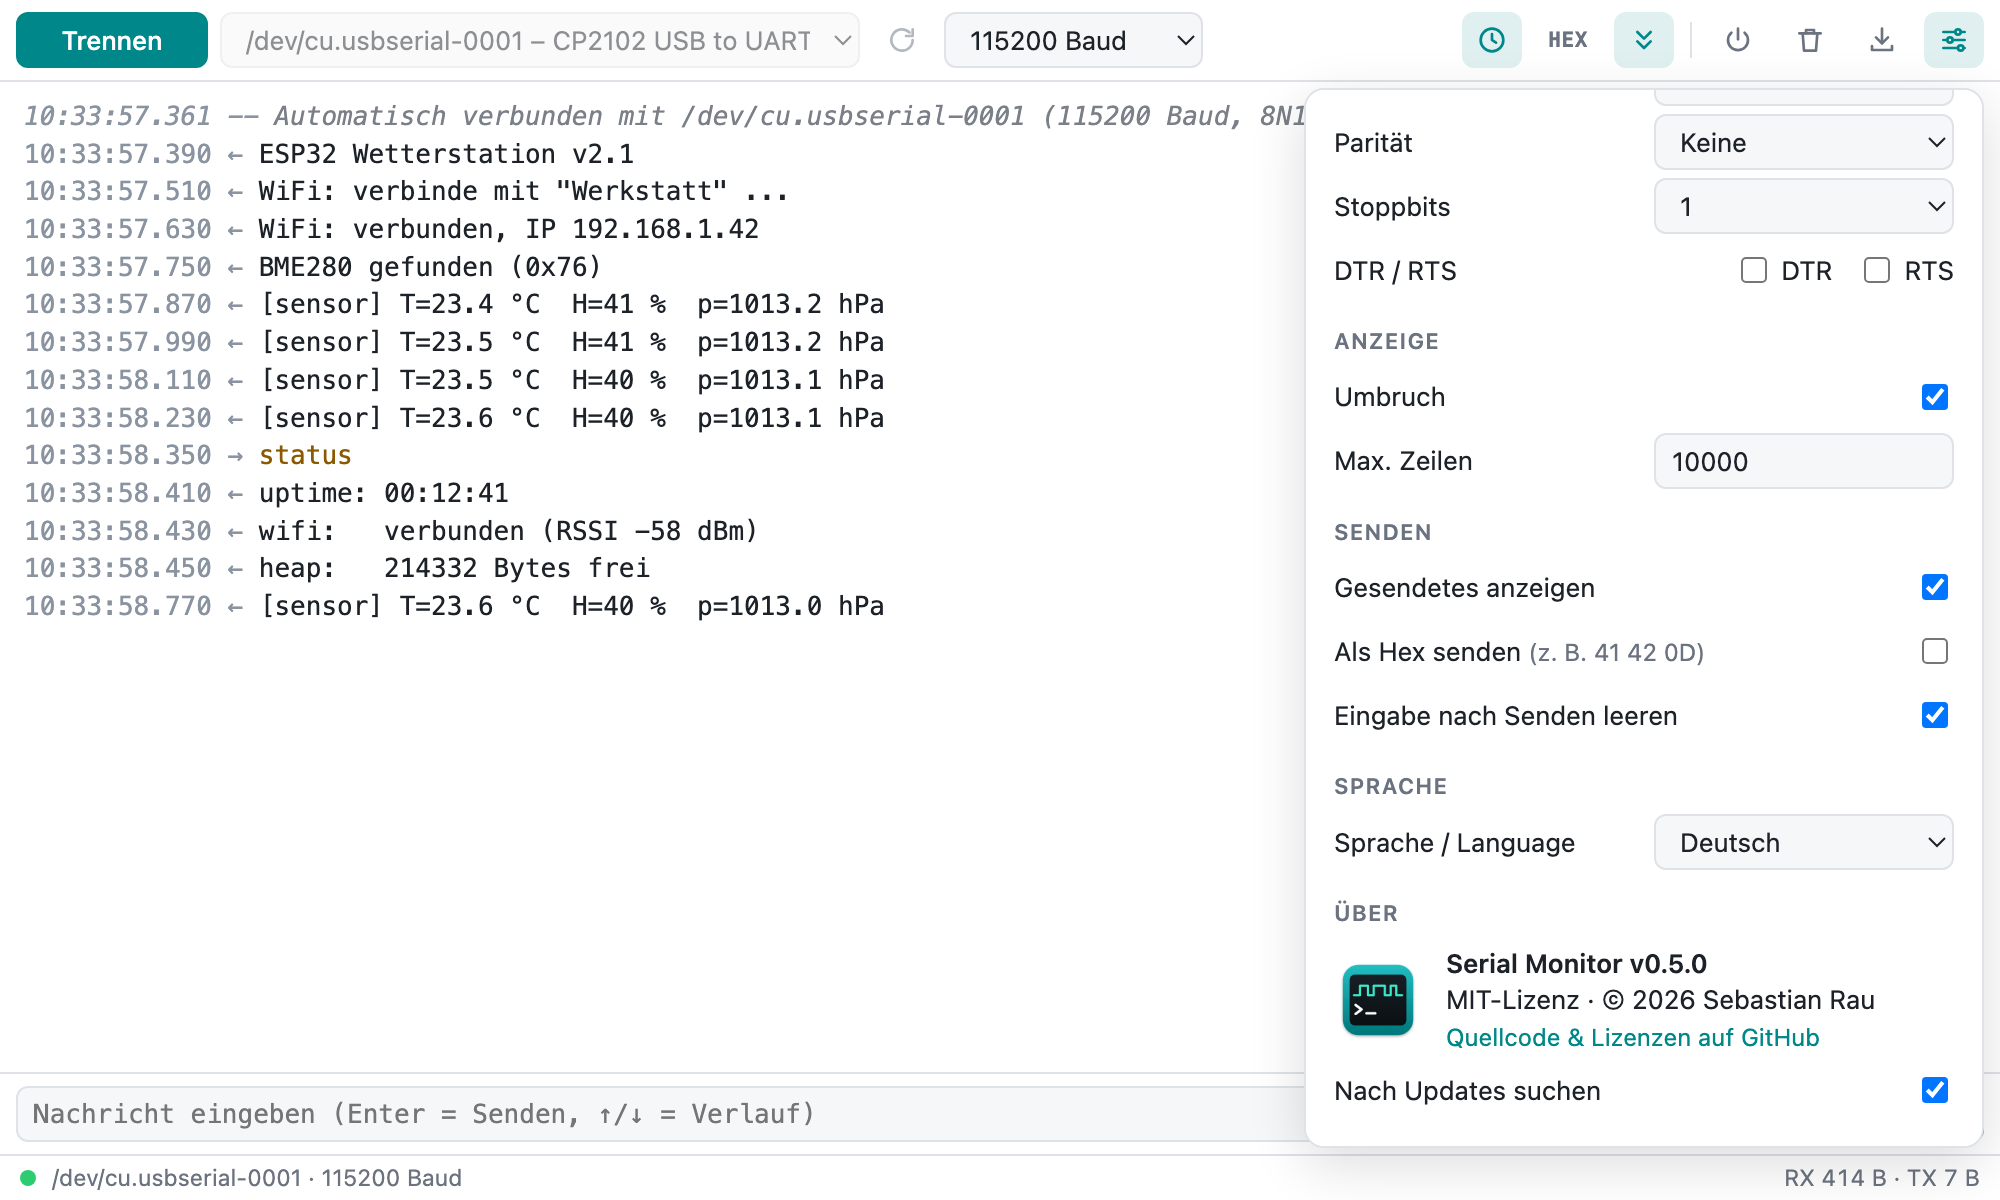 Trennen /dev/cu.usbserial-0001 – CP2102 USB to UART 115200 Baud HEX
10:33:57.361 -- Automatisch verbunden mit /dev/cu.usbserial-0001 (115200 Baud, 8N1
10:33:57.390 ← ESP32 Wetterstation v2.1
10:33:57.510 ← WiFi: verbinde mit "Werkstatt" ...
10:33:57.630 ← WiFi: verbunden, IP 192.168.1.42
10:33:57.750 ← BME280 gefunden (0x76)
10:33:57.870 ← [sensor] T=23.4 °C  H=41 %  p=1013.2 hPa
10:33:57.990 ← [sensor] T=23.5 °C  H=41 %  p=1013.2 hPa
10:33:58.110 ← [sensor] T=23.5 °C  H=40 %  p=1013.1 hPa
10:33:58.230 ← [sensor] T=23.6 °C  H=40 %  p=1013.1 hPa
10:33:58.350 → status
10:33:58.410 ← uptime: 00:12:41
10:33:58.430 ← wifi:   verbunden (RSSI -58 dBm)
10:33:58.450 ← heap:   214332 Bytes frei
10:33:58.770 ← [sensor] T=23.6 °C  H=40 %  p=1013.0 hPa
Parität Keine
Stoppbits 1
DTR / RTS DTR RTS
ANZEIGE
Umbruch
Max. Zeilen 10000
SENDEN
Gesendetes anzeigen
Als Hex senden (z. B. 41 42 0D)
Eingabe nach Senden leeren
SPRACHE
Sprache / Language Deutsch
ÜBER
Serial Monitor v0.5.0
MIT-Lizenz · © 2026 Sebastian Rau
Quellcode & Lizenzen auf GitHub
Nach Updates suchen
Nachricht eingeben (Enter = Senden, ↑/↓ = Verlauf)
/dev/cu.usbserial-0001 · 115200 Baud
RX 414 B · TX 7 B